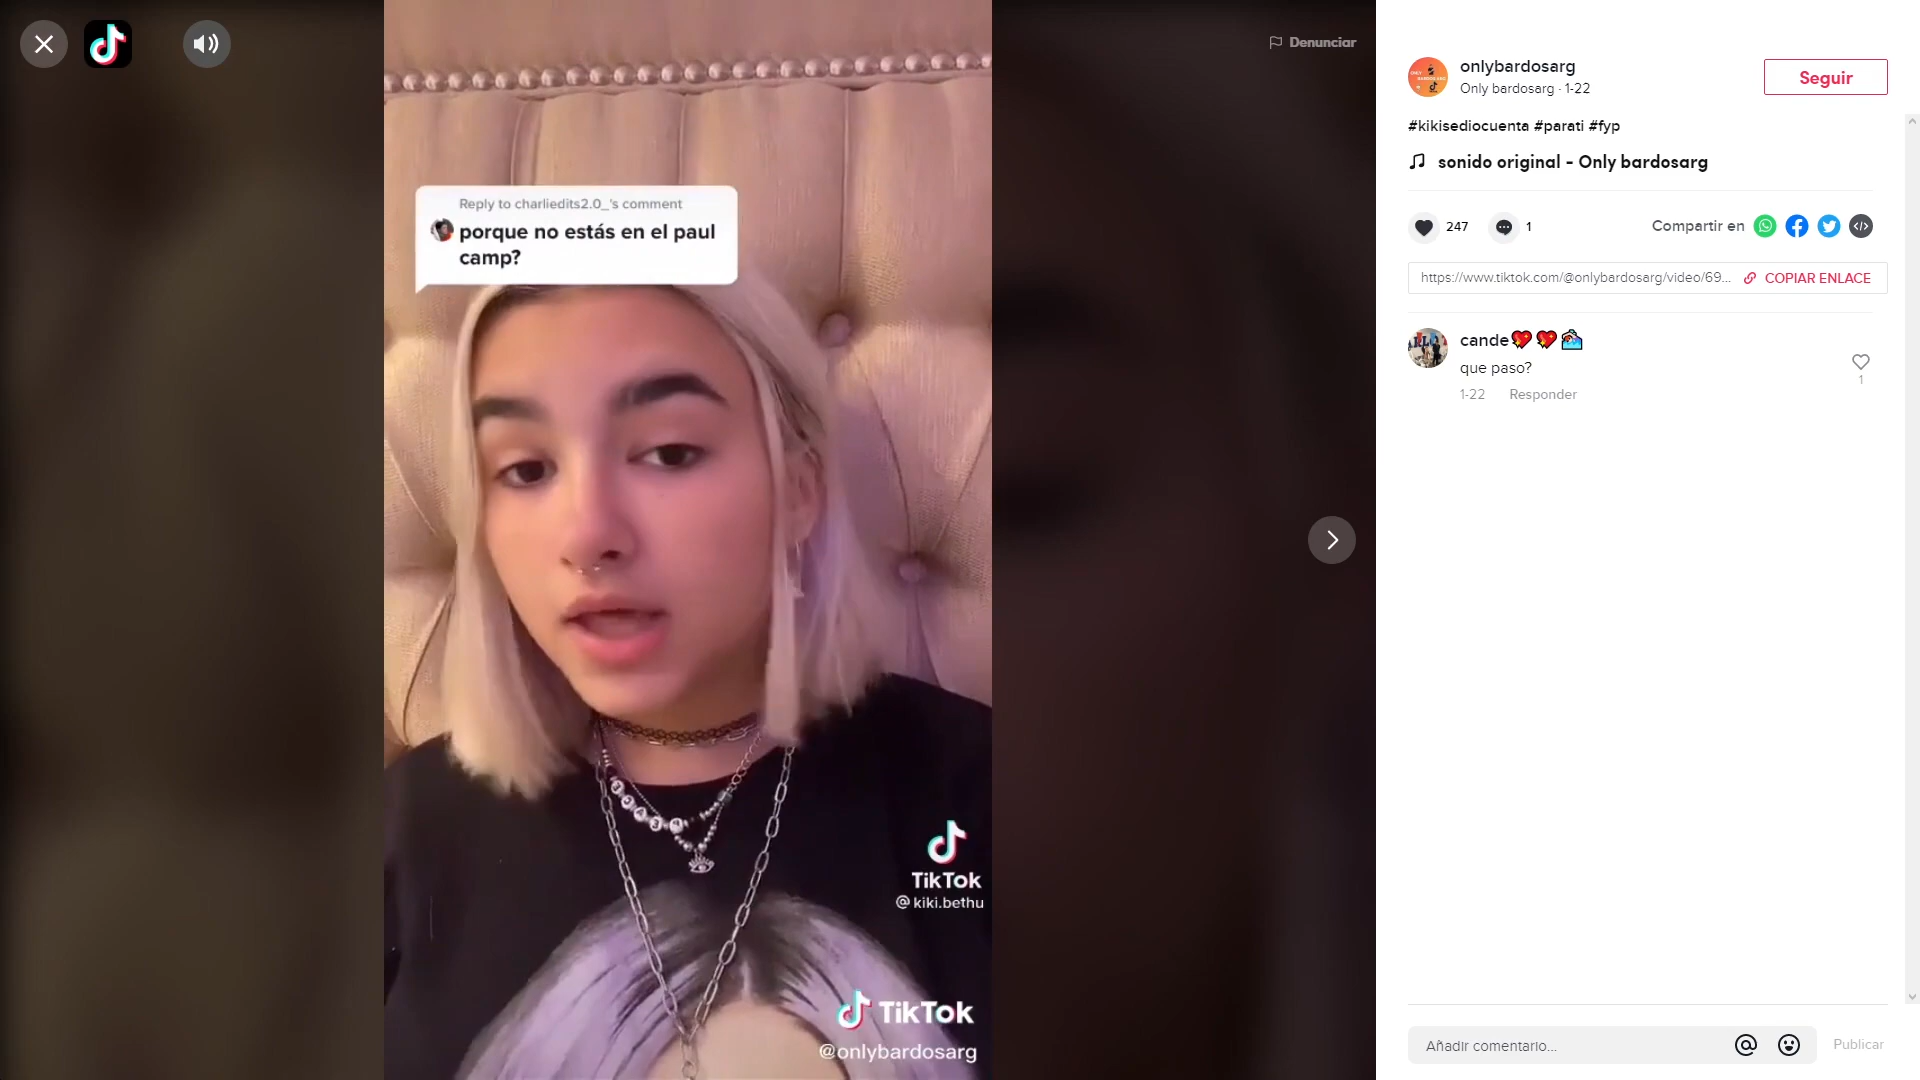 Denunciar
Reply to charliedits2.0_'s comment
porque no estás en el paul
camp?
TikTok
@kiki.bethu
TikTok
@onlybardosarg
onlybardosarg
Only bardosarg · 1-22
Seguir
#kikisediocuenta #parati #fyp
sonido original - Only bardosarg
247
1
Compartir en
https://www.tiktok.com/@onlybardosarg/video/69...
COPIAR ENLACE
cande💖💖🏊
que paso?
1
1-22 Responder
Añadir comentario...
Publicar